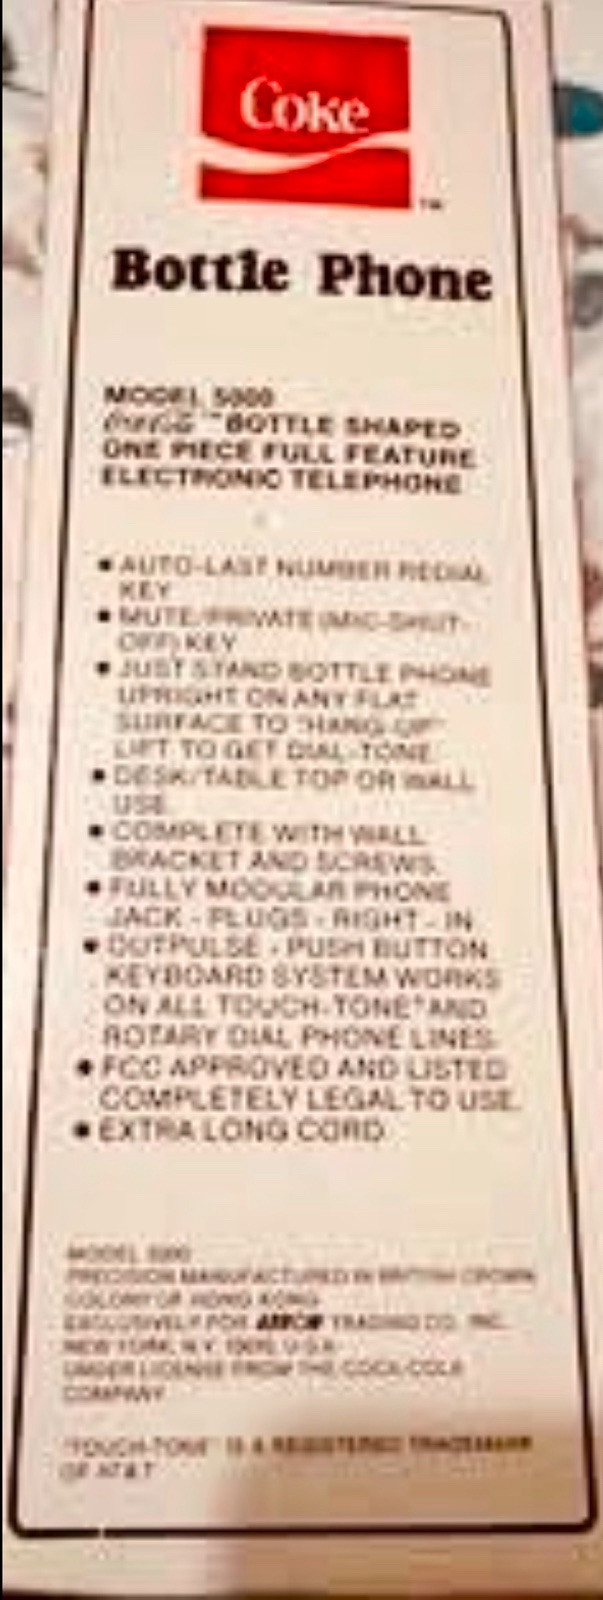 Coke
™
Bottle Phone
MODEL 5000
Coca-Cola ™ BOTTLE SHAPED
ONE PIECE FULL FEATURE
ELECTRONIC TELEPHONE
• AUTO-LAST NUMBER REDIAL
KEY
• MUTE/PRIVATE (MIC-SHUT-
OFF) KEY
• JUST STAND BOTTLE PHONE
UPRIGHT ON ANY FLAT
SURFACE TO "HANG-UP"
LIFT TO GET DIAL-TONE
• DESK/TABLE TOP OR WALL
USE.
• COMPLETE WITH WALL
BRACKET AND SCREWS.
• FULLY MODULAR PHONE
JACK - PLUGS - RIGHT - IN
• OUTPULSE - PUSH BUTTON
KEYBOARD SYSTEM WORKS
ON ALL TOUCH-TONE* AND
ROTARY DIAL PHONE LINES.
• FCC APPROVED AND LISTED
COMPLETELY LEGAL TO USE.
• EXTRA LONG CORD
MODEL 5000
PRECISION MANUFACTURED IN BRITISH CROWN
COLONY OF HONG KONG
EXCLUSIVELY FOR ARROW TRADING CO. INC.
NEW YORK, N.Y. U.S.A.
UNDER LICENSE FROM THE COCA-COLA
COMPANY
"TOUCH-TONE" IS A REGISTERED TRADEMARK
OF AT&T